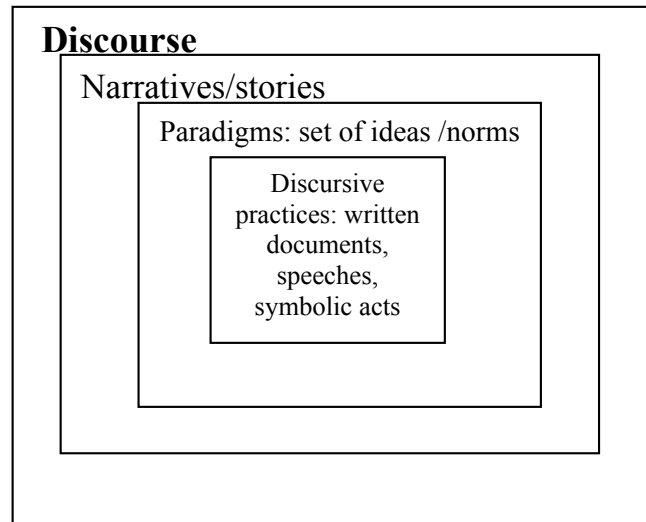 Discourse
Narratives/stories
Paradigms: set of ideas /norms
Discursive
practices: written
documents,
speeches,
symbolic acts